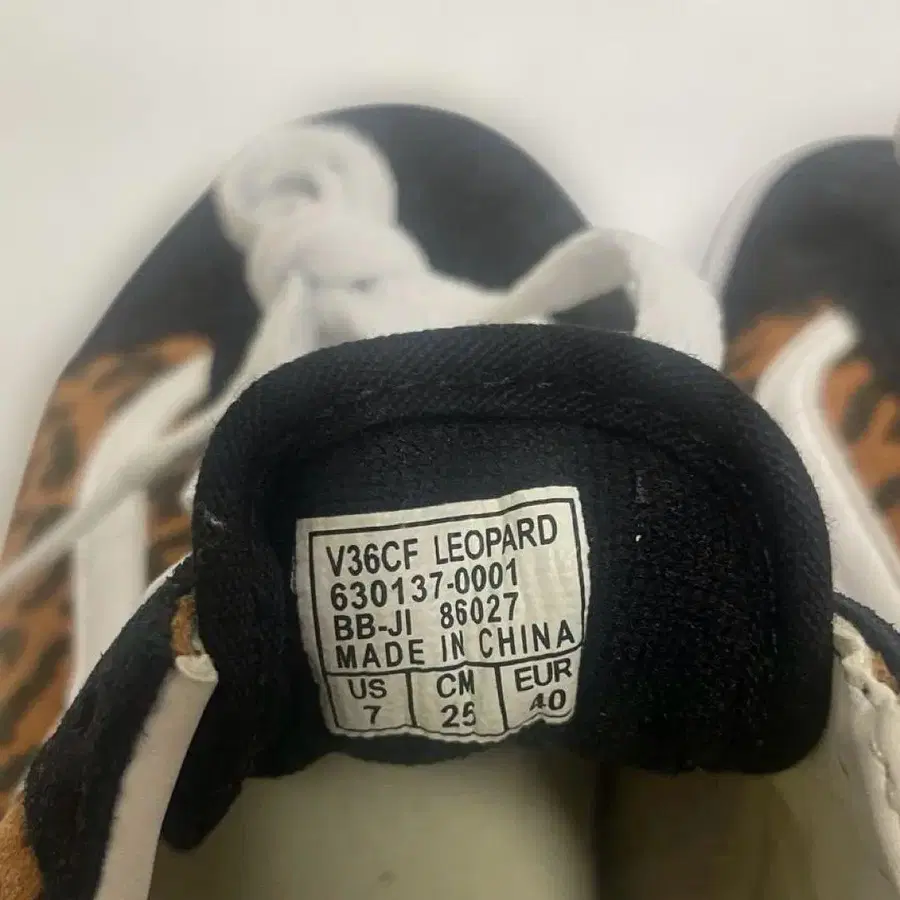 V36CF LEOPARD
630137-0001
BB-JI 86027
MADE IN CHINA
US CM EUR
7 25 40